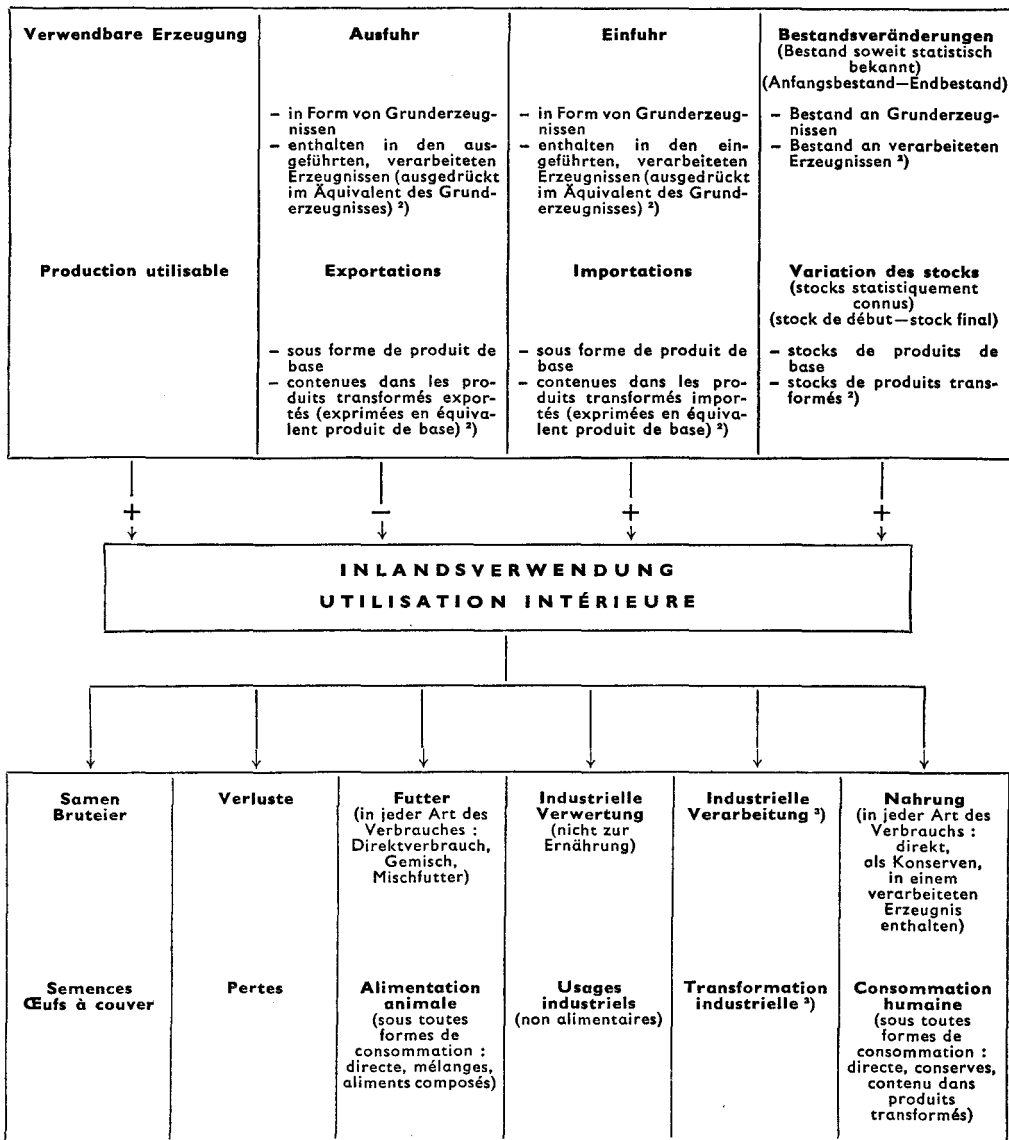 Verwendbare Erzeugung
Ausfuhr
– in Form von Grunderzeug-
nissen
– enthalten in den aus-
geführten, verarbeiteten
Erzeugnissen (ausgedrückt
im Äquivalent des Grund-
erzeugnisses) ²)
Einfuhr
– in Form von Grunderzeug-
nissen
– enthalten in den ein-
geführten, verarbeiteten
Erzeugnissen (ausgedrückt
im Äquivalent des Grund-
erzeugnisses) ²)
Bestandsveränderungen
(Bestand soweit statistisch
bekannt)
(Anfangsbestand—Endbestand)
– Bestand an Grunderzeug-
nissen
– Bestand an verarbeiteten
Erzeugnissen ²)
Production utilisable
Exportations
– sous forme de produit de
base
– contenues dans les pro-
duits transformés expor-
tés (exprimées en équiva-
lent produit de base) ²)
Importations
– sous forme de produit de
base
– contenues dans les pro-
duits transformés impor-
tés (exprimées en équiva-
lent produit de base) ²)
Variation des stocks
(stocks statistiquement
connus)
(stock de début—stock final)
– stocks de produits de
base
– stocks de produits trans-
formés ²)
+ – + +
INLANDSVERWENDUNG
UTILISATION INTÉRIEURE
Samen
Bruteier
Verluste
Futter
(in jeder Art des
Verbrauches :
Direktverbrauch,
Gemisch,
Mischfutter)
Industrielle
Verwertung
(nicht zur
Ernährung)
Industrielle
Verarbeitung ³)
Nahrung
(in jeder Art des
Verbrauchs :
direkt,
als Konserven,
in einem
verarbeiteten
Erzeugnis
enthalten)
Semences
Œufs à couver
Pertes
Alimentation
animale
(sous toutes
formes de
consommation :
directe, mélanges,
aliments composés)
Usages
industriels
(non alimentaires)
Transformation
industrielle ³)
Consommation
humaine
(sous toutes
formes de
consommation :
directe, conserves,
contenu dans
produits
transformés)